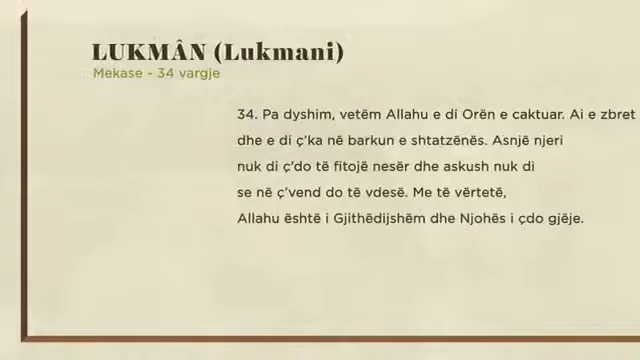 LUKMÂN (Lukmani)
Mekase - 34 vargje
34. Pa dyshim, vetëm Allahu e di Orën e caktuar. Ai e zbret
dhe e di ç’ka në barkun e shtatzënës. Asnjë njeri
nuk di ç’do të fitojë nesër dhe askush nuk di
se në ç’vend do të vdesë. Me të vërtetë,
Allahu është i Gjithëdijshëm dhe Njohës i çdo gjëje.